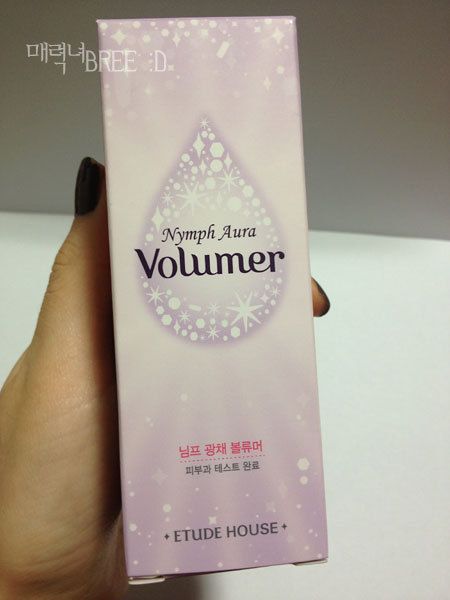 매력녀BREE :D
Nymph Aura
Volumer
님프 광채 볼류머
피부과 테스트 완료
ETUDE HOUSE